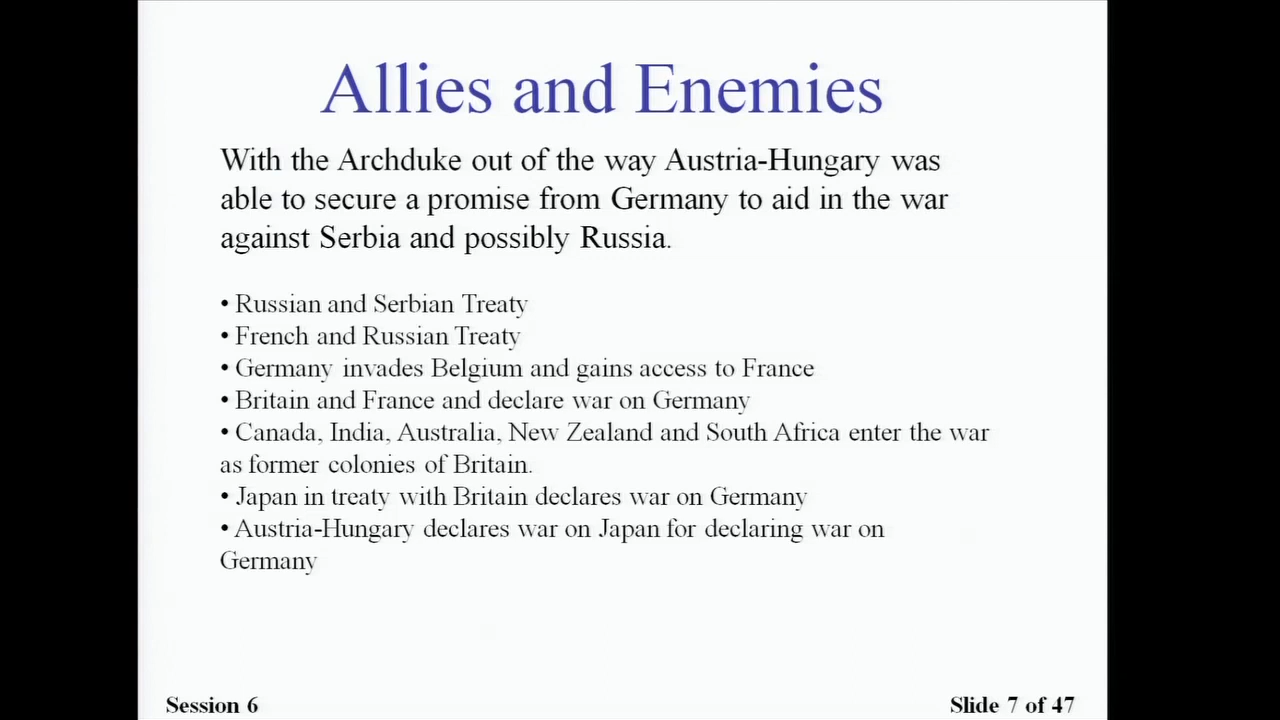 Allies and Enemies
With the Archduke out of the way Austria-Hungary was
able to secure a promise from Germany to aid in the war
against Serbia and possibly Russia.
• Russian and Serbian Treaty
• French and Russian Treaty
• Germany invades Belgium and gains access to France
• Britain and France and declare war on Germany
• Canada, India, Australia, New Zealand and South Africa enter the war
as former colonies of Britain.
• Japan in treaty with Britain declares war on Germany
• Austria-Hungary declares war on Japan for declaring war on
Germany
Session 6
Slide 7 of 47